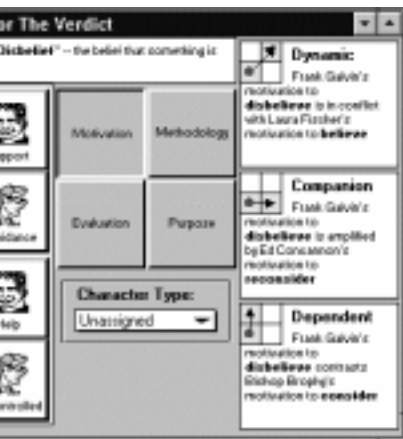 or The Verdict
Disbelief" -- the belief that something is
pport
idance
Help
ontrolled
Motivation
Methodology
Evaluation
Purpose
Character Type:
Unassigned
Dynamic
Frank Galvin's
motivation to
disbelieve is in conflict
with Laura Fischer's
motivation to believe
Companion
Frank Galvin's
motivation to
disbelieve is amplified
by Ed Concannon's
motivation to
reconsider
Dependent
Frank Galvin's
motivation to
disbelieve contrasts
Bishop Brophy's
motivation to consider